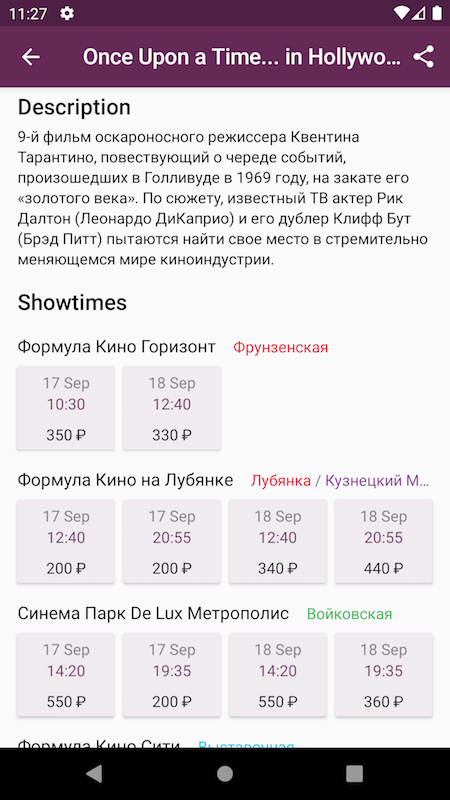 11:27
Once Upon a Time... in Hollywo...
Description
9-й фильм оскароносного режиссера Квентина
Тарантино, повествующий о череде событий,
произошедших в Голливуде в 1969 году, на закате его
«золотого века». По сюжету, известный ТВ актер Рик
Далтон (Леонардо ДиКаприо) и его дублер Клифф Бут
(Брэд Питт) пытаются найти свое место в стремительно
меняющемся мире киноиндустрии.
Showtimes
Формула Кино Горизонт Фрунзенская
17 Sep 18 Sep
10:30 12:40
350 ₽ 330 ₽
Формула Кино на Лубянке Лубянка / Кузнецкий М...
17 Sep 17 Sep 18 Sep 18 Sep
12:40 20:55 12:40 20:55
200 ₽ 200 ₽ 340 ₽ 440 ₽
Синема Парк De Lux Метрополис Войковская
17 Sep 17 Sep 18 Sep 18 Sep
14:20 19:35 14:20 19:35
550 ₽ 200 ₽ 550 ₽ 360 ₽
Формула Кино Сити Выставочная